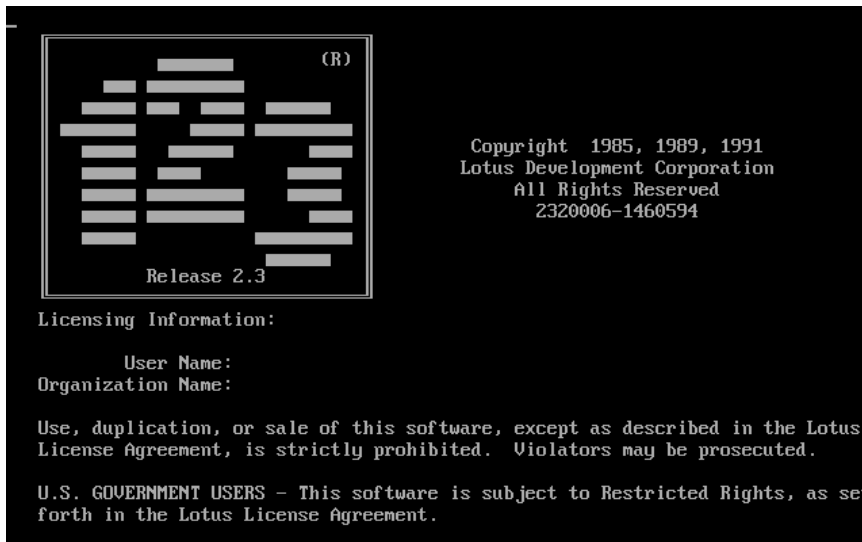 (R)
123
Release 2.3
Copyright 1985, 1989, 1991
Lotus Development Corporation
All Rights Reserved
2320006-1460594
Licensing Information:
User Name:
Organization Name:
Use, duplication, or sale of this software, except as described in the Lotus
License Agreement, is strictly prohibited. Violators may be prosecuted.
U.S. GOVERNMENT USERS - This software is subject to Restricted Rights, as se
forth in the Lotus License Agreement.